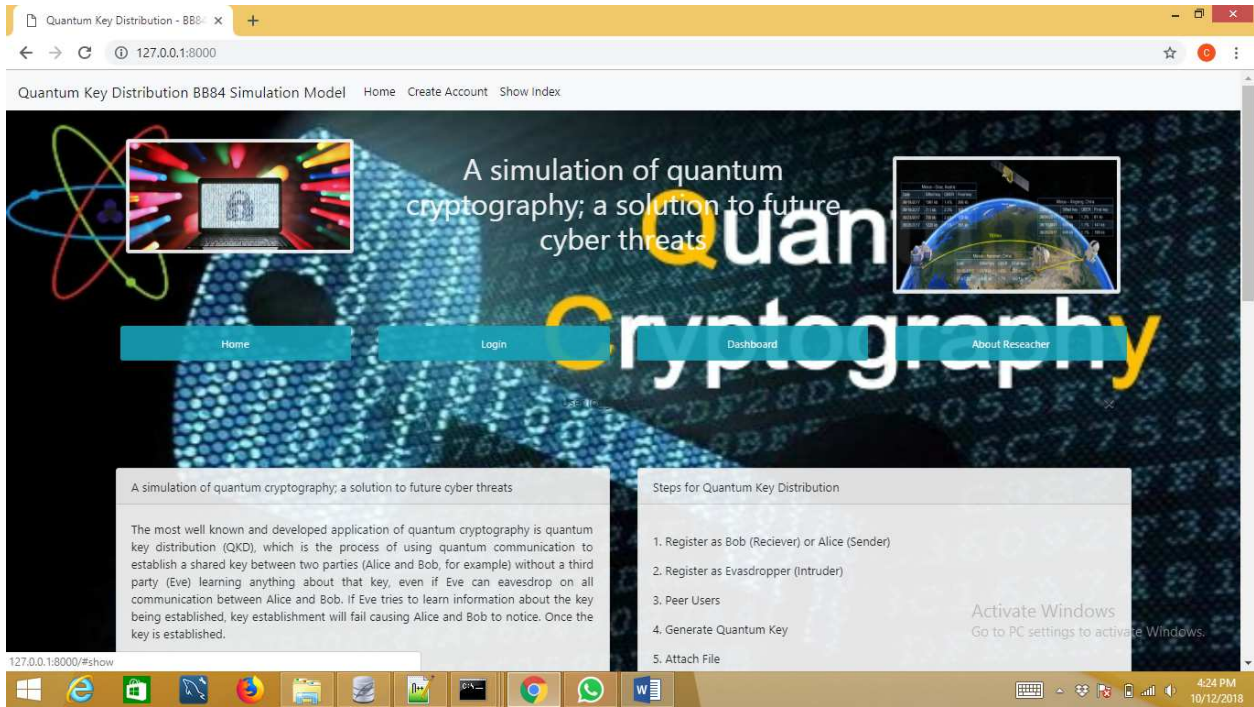 Quantum Key Distribution - BB84
127.0.0.1:8000
C
Quantum Key Distribution BB84 Simulation Model Home Create Account Show Index
A simulation of quantum
cryptography; a solution to future
cyber threats
Quan
Cryptography
Home Login Dashboard About Reseacher
A simulation of quantum cryptography; a solution to future cyber threats
The most well known and developed application of quantum cryptography is quantum
key distribution (QKD), which is the process of using quantum communication to
establish a shared key between two parties (Alice and Bob, for example) without a third
party (Eve) learning anything about that key, even if Eve can eavesdrop on all
communication between Alice and Bob. If Eve tries to learn information about the key
being established, key establishment will fail causing Alice and Bob to notice. Once the
key is established.
Steps for Quantum Key Distribution
1. Register as Bob (Reciever) or Alice (Sender)
2. Register as Evasdropper (Intruder)
3. Peer Users
4. Generate Quantum Key
5. Attach File
Activate Windows
Go to PC settings to activate Windows.
127.0.0.1:8000/#show
4:24 PM
10/12/2018